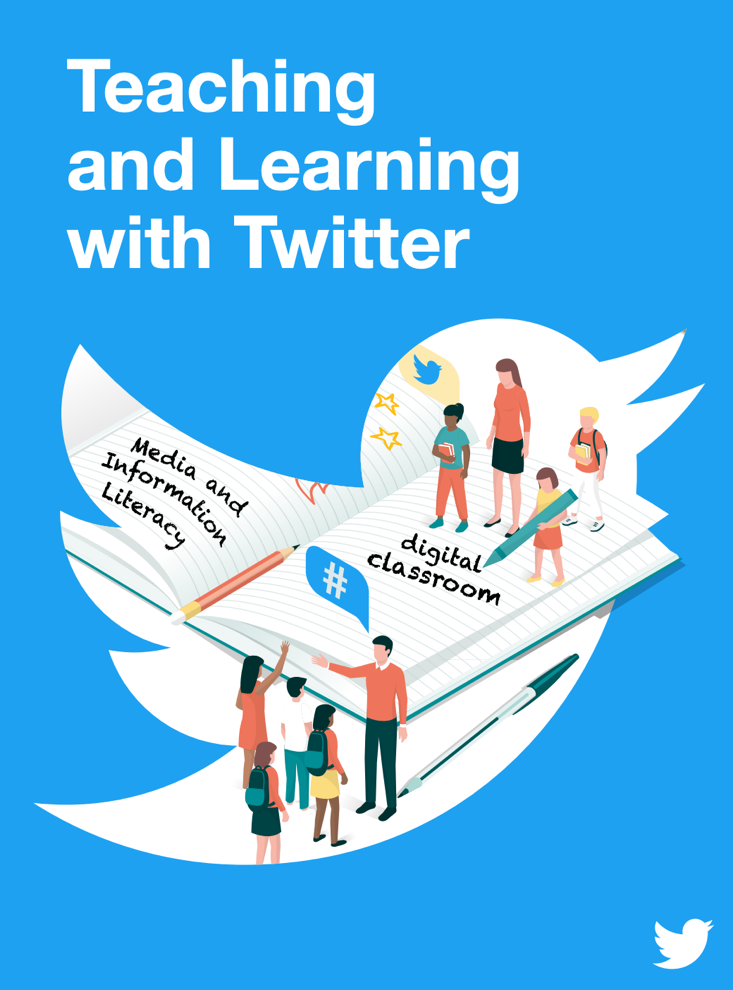 Teaching
and Learning
with Twitter
Media and
Information
Literacy
digital
classroom
#